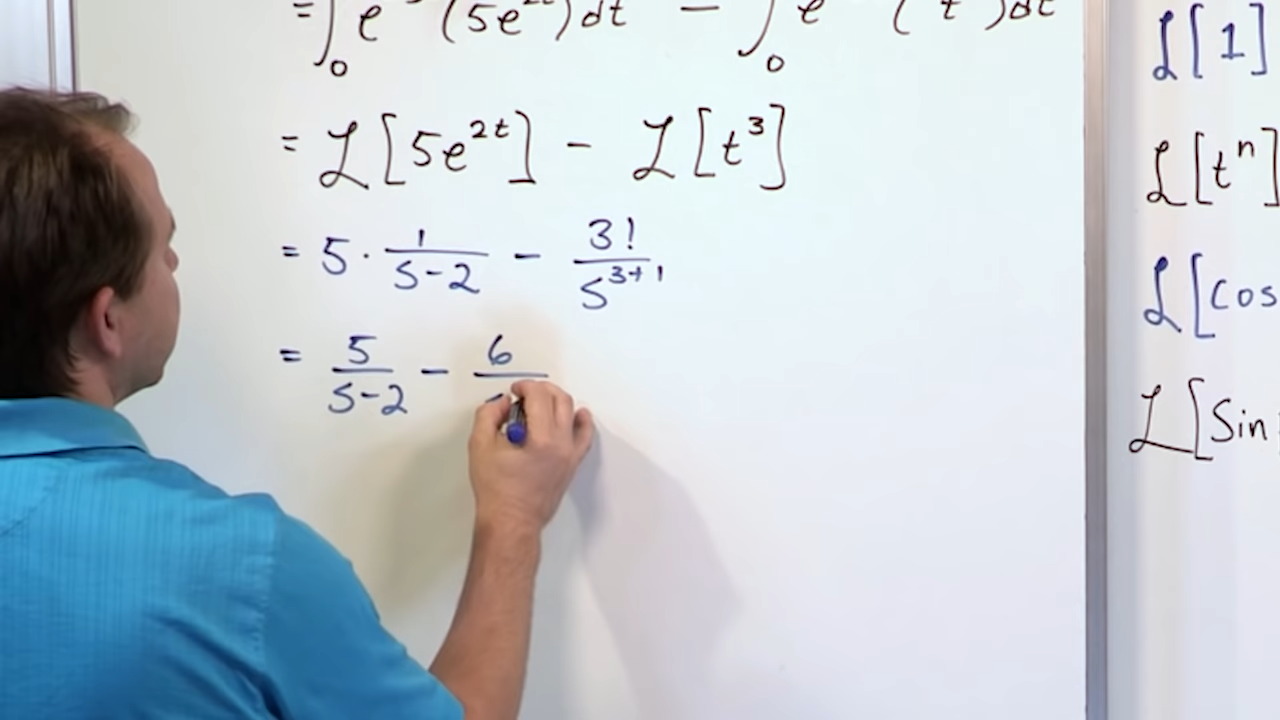 = ∫₀ e (5e²ᵗ) dt − ∫₀ e (t) dt
= ℒ[5e²ᵗ] − ℒ[t³]
= 5 · 1/(s−2) − 3!/s³⁺¹
= 5/(s−2) − 6/
ℒ[1]
ℒ[tⁿ]
ℒ[cos
ℒ[Sin